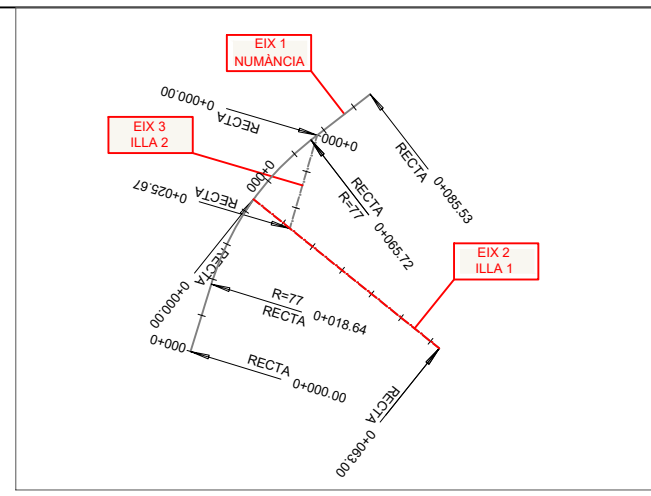 EIX 1
NUMÀNCIA
0+000.00
RECTA
EIX 3
ILLA 2
0+000
0+000
RECTA
0+085.53
0+025.67
RECTA
RECTA
R=77
0+065.72
EIX 2
ILLA 1
RECTA
0+000.00
R=77
RECTA
0+018.64
0+000
RECTA
0+000.00
RECTA
0+063.00